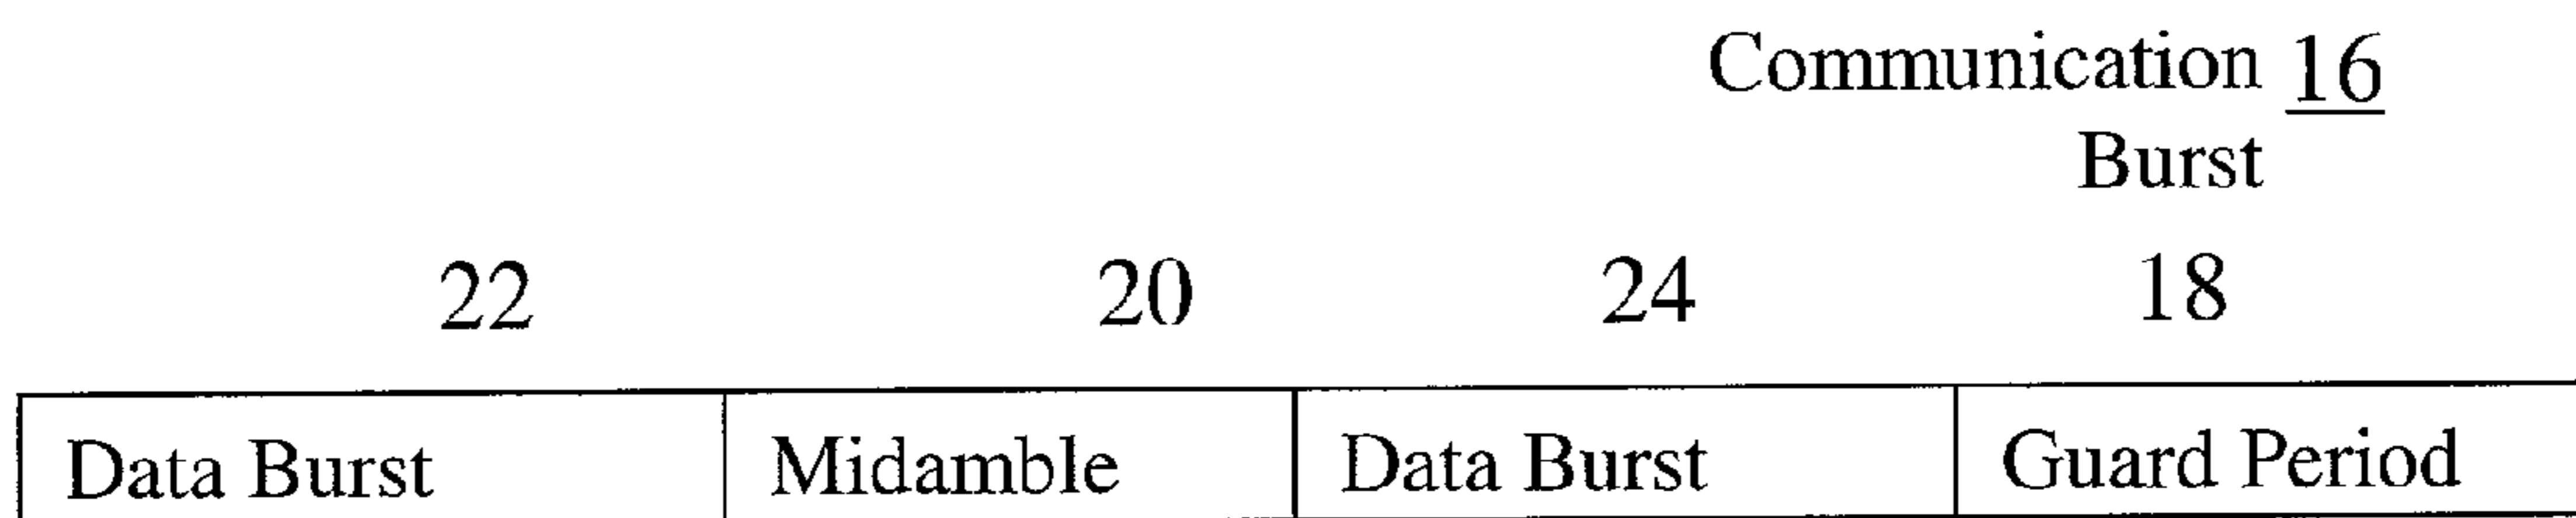 Communication 16
Burst
22 20 24 18
Data Burst Midamble Data Burst Guard Period